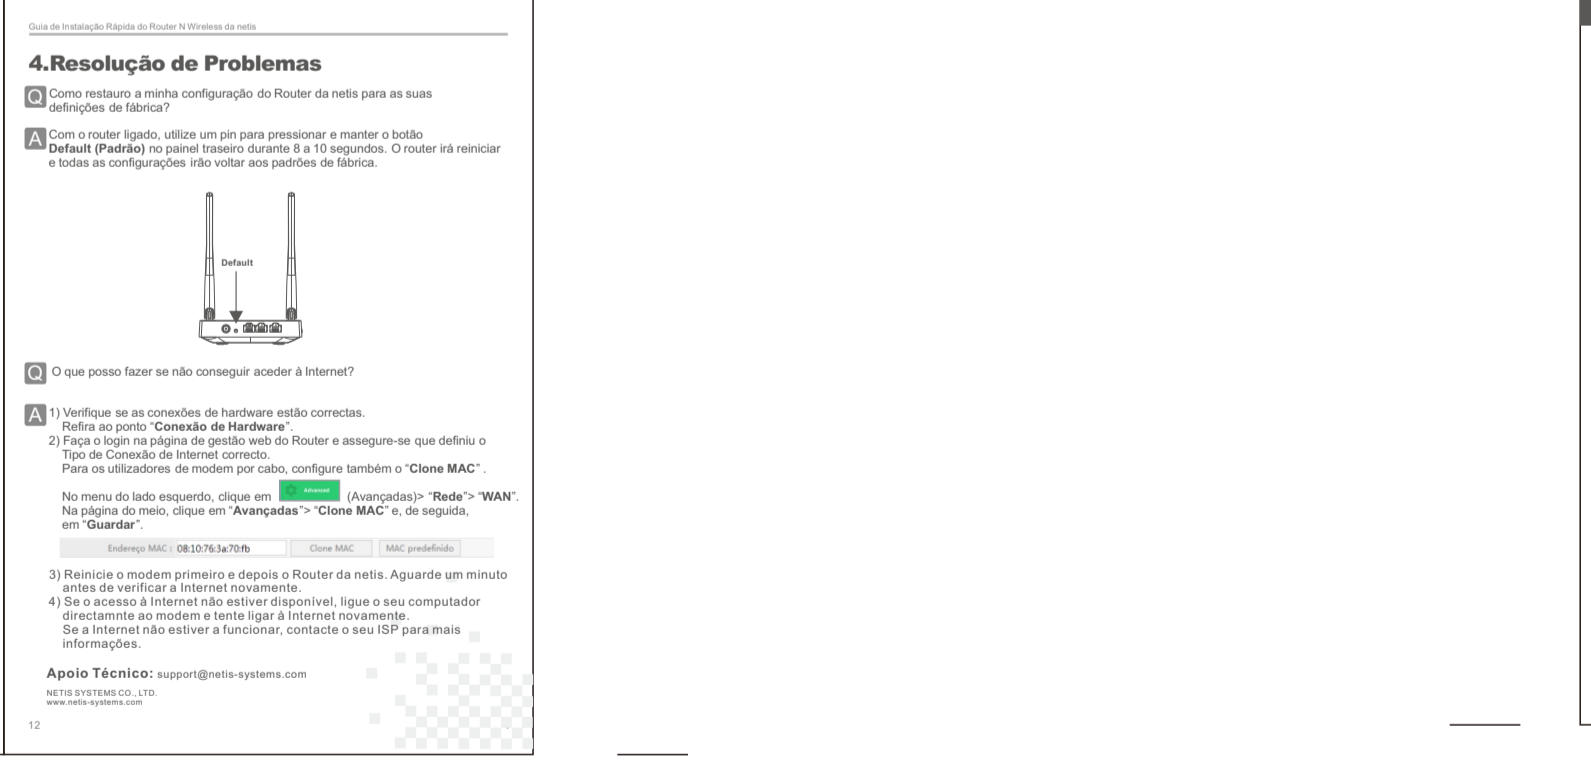 Guia de Instalação Rápida do Router N Wireless da netis
4.Resolução de Problemas
Q Como restauro a minha configuração do Router da netis para as suas
definições de fábrica?
A Com o router ligado, utilize um pin para pressionar e manter o botão
Default (Padrão) no painel traseiro durante 8 a 10 segundos. O router irá reiniciar
e todas as configurações irão voltar aos padrões de fábrica.
Default
Q O que posso fazer se não conseguir aceder à Internet?
A 1) Verifique se as conexões de hardware estão correctas.
Refira ao ponto “Conexão de Hardware”.
2) Faça o login na página de gestão web do Router e assegure-se que definiu o
Tipo de Conexão de Internet correcto.
Para os utilizadores de modem por cabo, configure também o “Clone MAC” .
No menu do lado esquerdo, clique em Advanced (Avançadas)> “Rede”> “WAN”.
Na página do meio, clique em “Avançadas”> “Clone MAC” e, de seguida,
em “Guardar”.
Endereço MAC : 08:10:76:3a:70:fb Clone MAC MAC predefinido
3) Reinicie o modem primeiro e depois o Router da netis. Aguarde um minuto
antes de verificar a Internet novamente.
4) Se o acesso à Internet não estiver disponível, ligue o seu computador
directamnte ao modem e tente ligar à Internet novamente.
Se a Internet não estiver a funcionar, contacte o seu ISP para mais
informações.
Apoio Técnico: support@netis-systems.com
NETIS SYSTEMS CO., LTD.
www.netis-systems.com
12